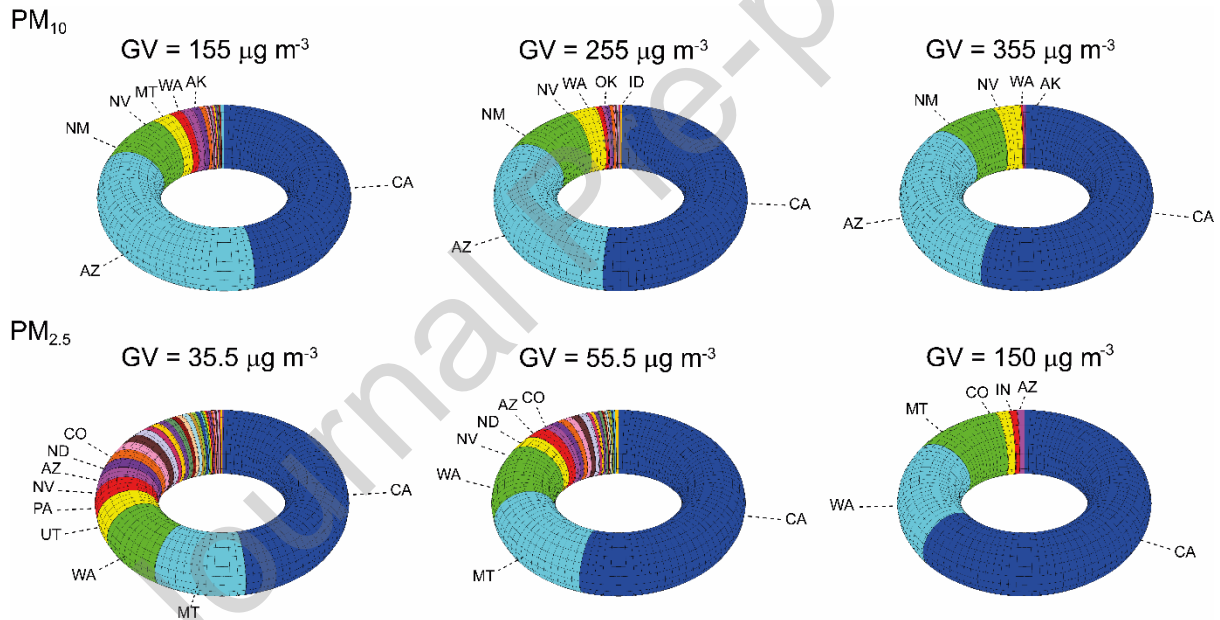 PM10
GV = 155 μg m-3
GV = 255 μg m-3
GV = 355 μg m-3
NM
NV
MT
WA
AK
CA
AZ
NM
NV
WA
OK
ID
CA
AZ
NM
NV
WA
AK
CA
AZ
PM2.5
GV = 35.5 μg m-3
GV = 55.5 μg m-3
GV = 150 μg m-3
CO
ND
AZ
NV
PA
UT
WA
MT
CA
CO
AZ
ND
NV
WA
MT
CA
MT
CO
IN
AZ
WA
CA
Journal Pre-p